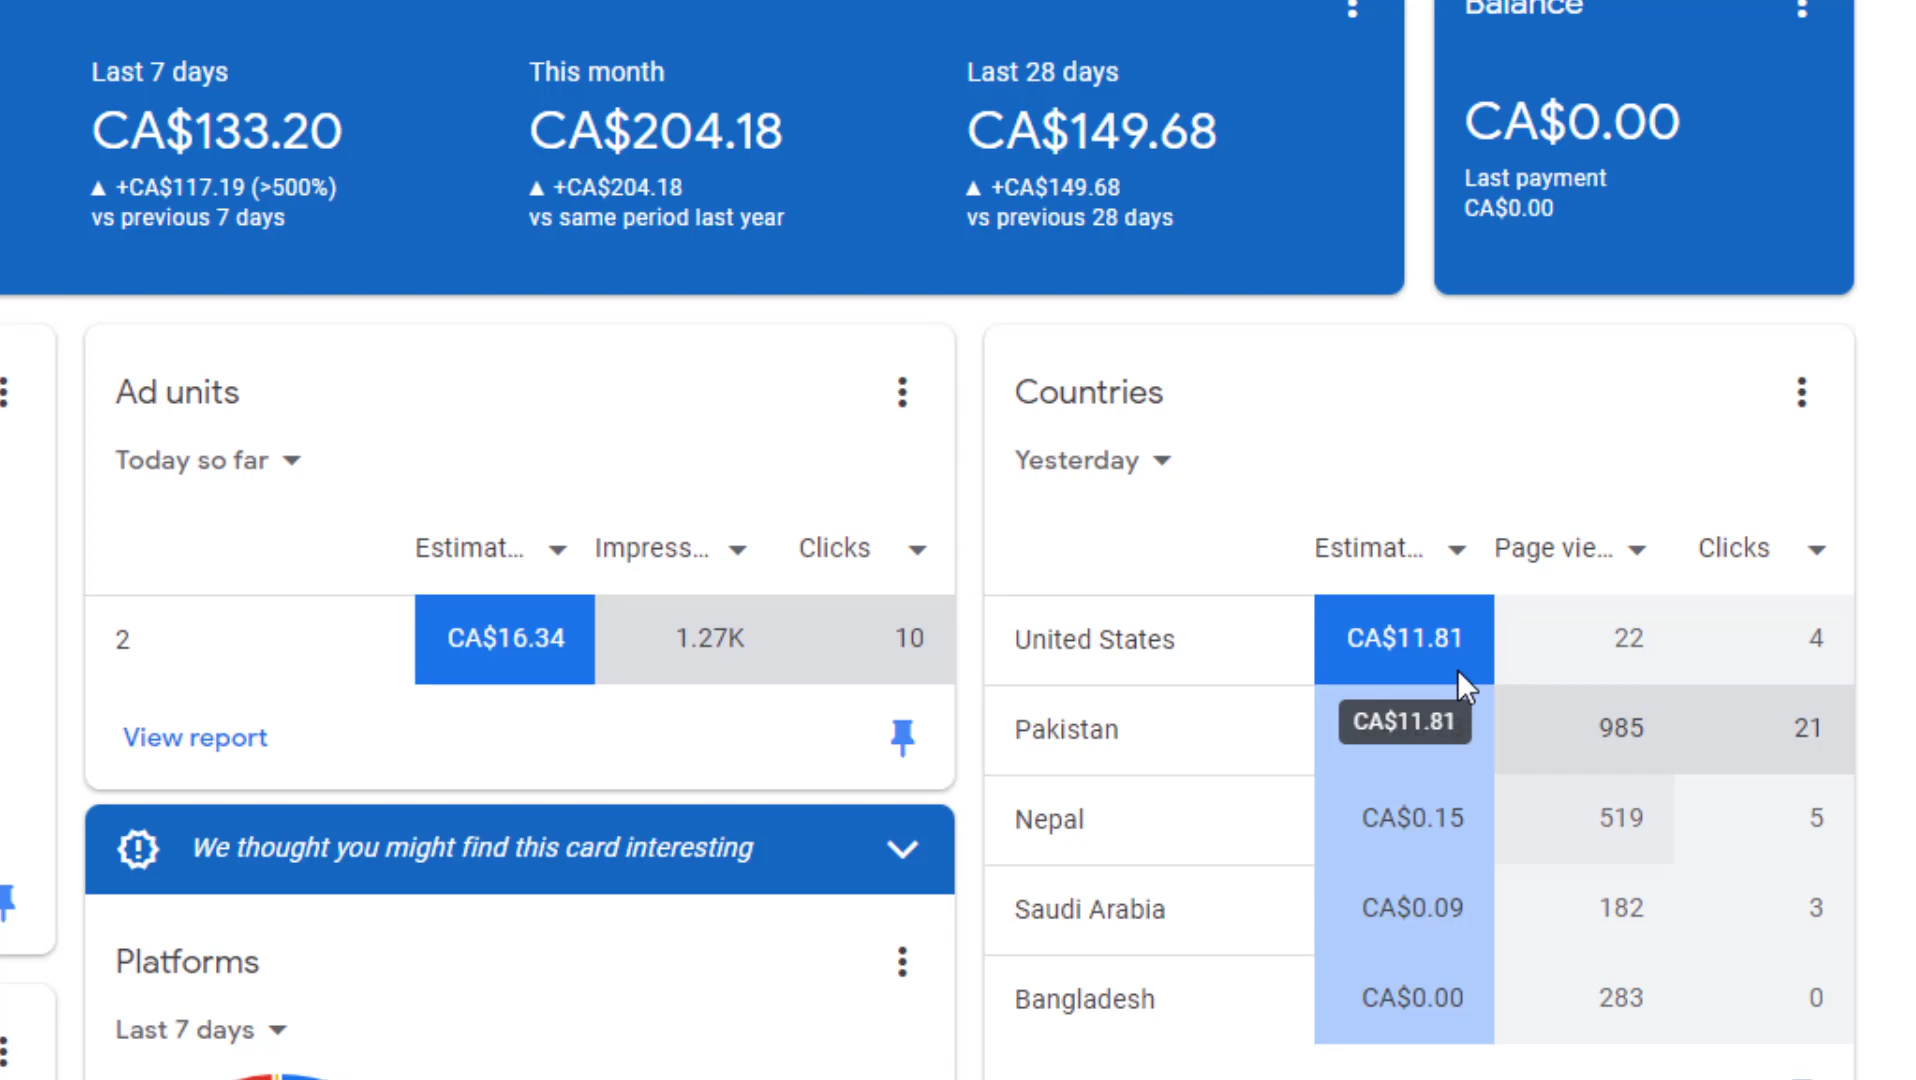 Balance
Last 7 days
CA$133.20
▲ +CA$117.19 (>500%)
vs previous 7 days
This month
CA$204.18
▲ +CA$204.18
vs same period last year
Last 28 days
CA$149.68
▲ +CA$149.68
vs previous 28 days
CA$0.00
Last payment
CA$0.00
Ad units
Today so far
Estimat... Impress... Clicks
2 CA$16.34 1.27K 10
View report
We thought you might find this card interesting
Platforms
Last 7 days
Countries
Yesterday
Estimat... Page vie... Clicks
United States CA$11.81 22 4
CA$11.81
Pakistan 985 21
Nepal CA$0.15 519 5
Saudi Arabia CA$0.09 182 3
Bangladesh CA$0.00 283 0